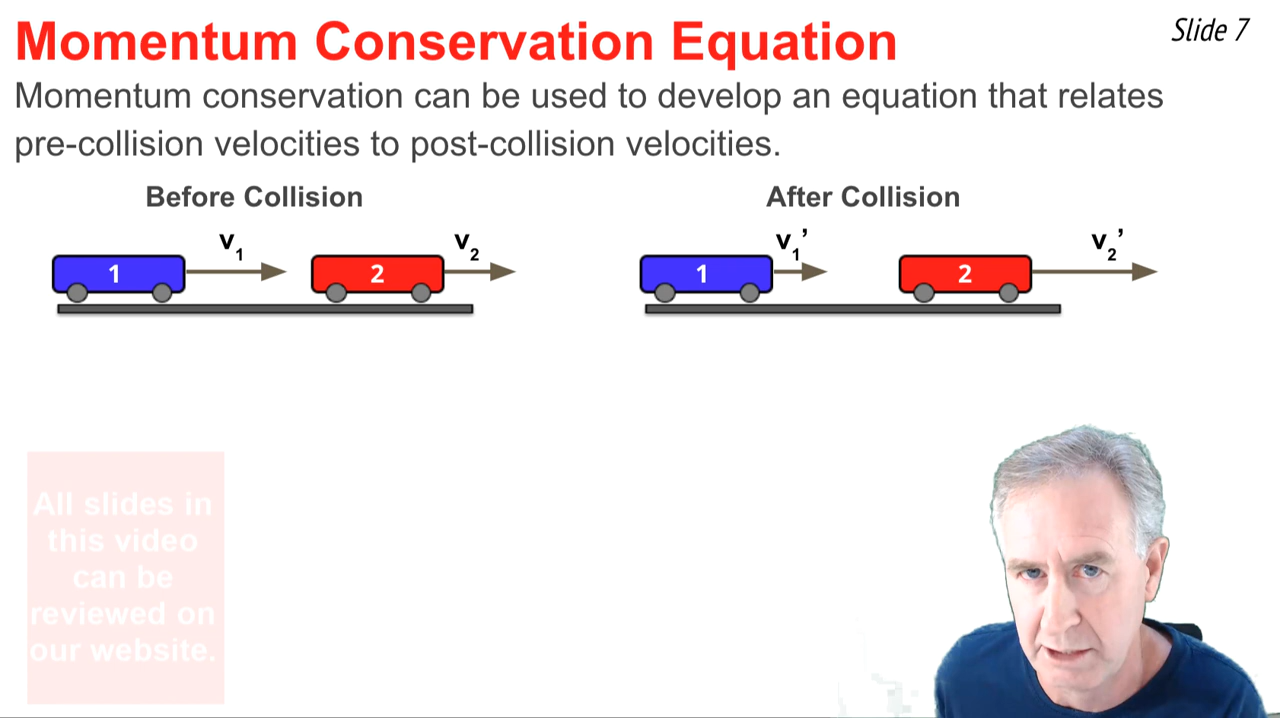 Momentum Conservation Equation
Slide 7
Momentum conservation can be used to develop an equation that relates
pre-collision velocities to post-collision velocities.
Before Collision
After Collision
v1
v2
v1’
v2’
1
2
1
2
All slides in
this video
can be
reviewed on
our website.